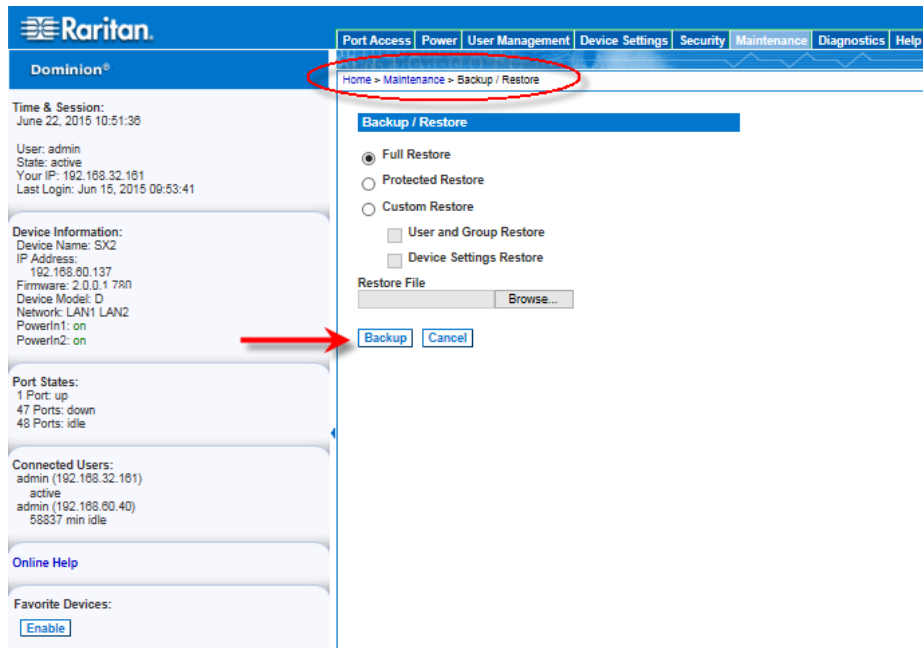 Raritan.
Dominion®
Port Access Power User Management Device Settings Security Maintenance Diagnostics Help
Home > Maintenance > Backup / Restore
Time & Session:
June 22, 2015 10:51:36
User: admin
State: active
Your IP: 192.168.32.161
Last Login: Jun 15, 2015 09:53:41
Device Information:
Device Name: SX2
IP Address:
192.168.60.137
Firmware: 2.0.0.1.780
Device Model: D
Network: LAN1 LAN2
PowerIn1: on
PowerIn2: on
Port States:
1 Port: up
47 Ports: down
48 Ports: idle
Connected Users:
admin (192.168.32.161)
active
admin (192.168.60.40)
58837 min idle
Online Help
Favorite Devices:
Enable
Backup / Restore
Full Restore
Protected Restore
Custom Restore
User and Group Restore
Device Settings Restore
Restore File
Browse...
Backup Cancel